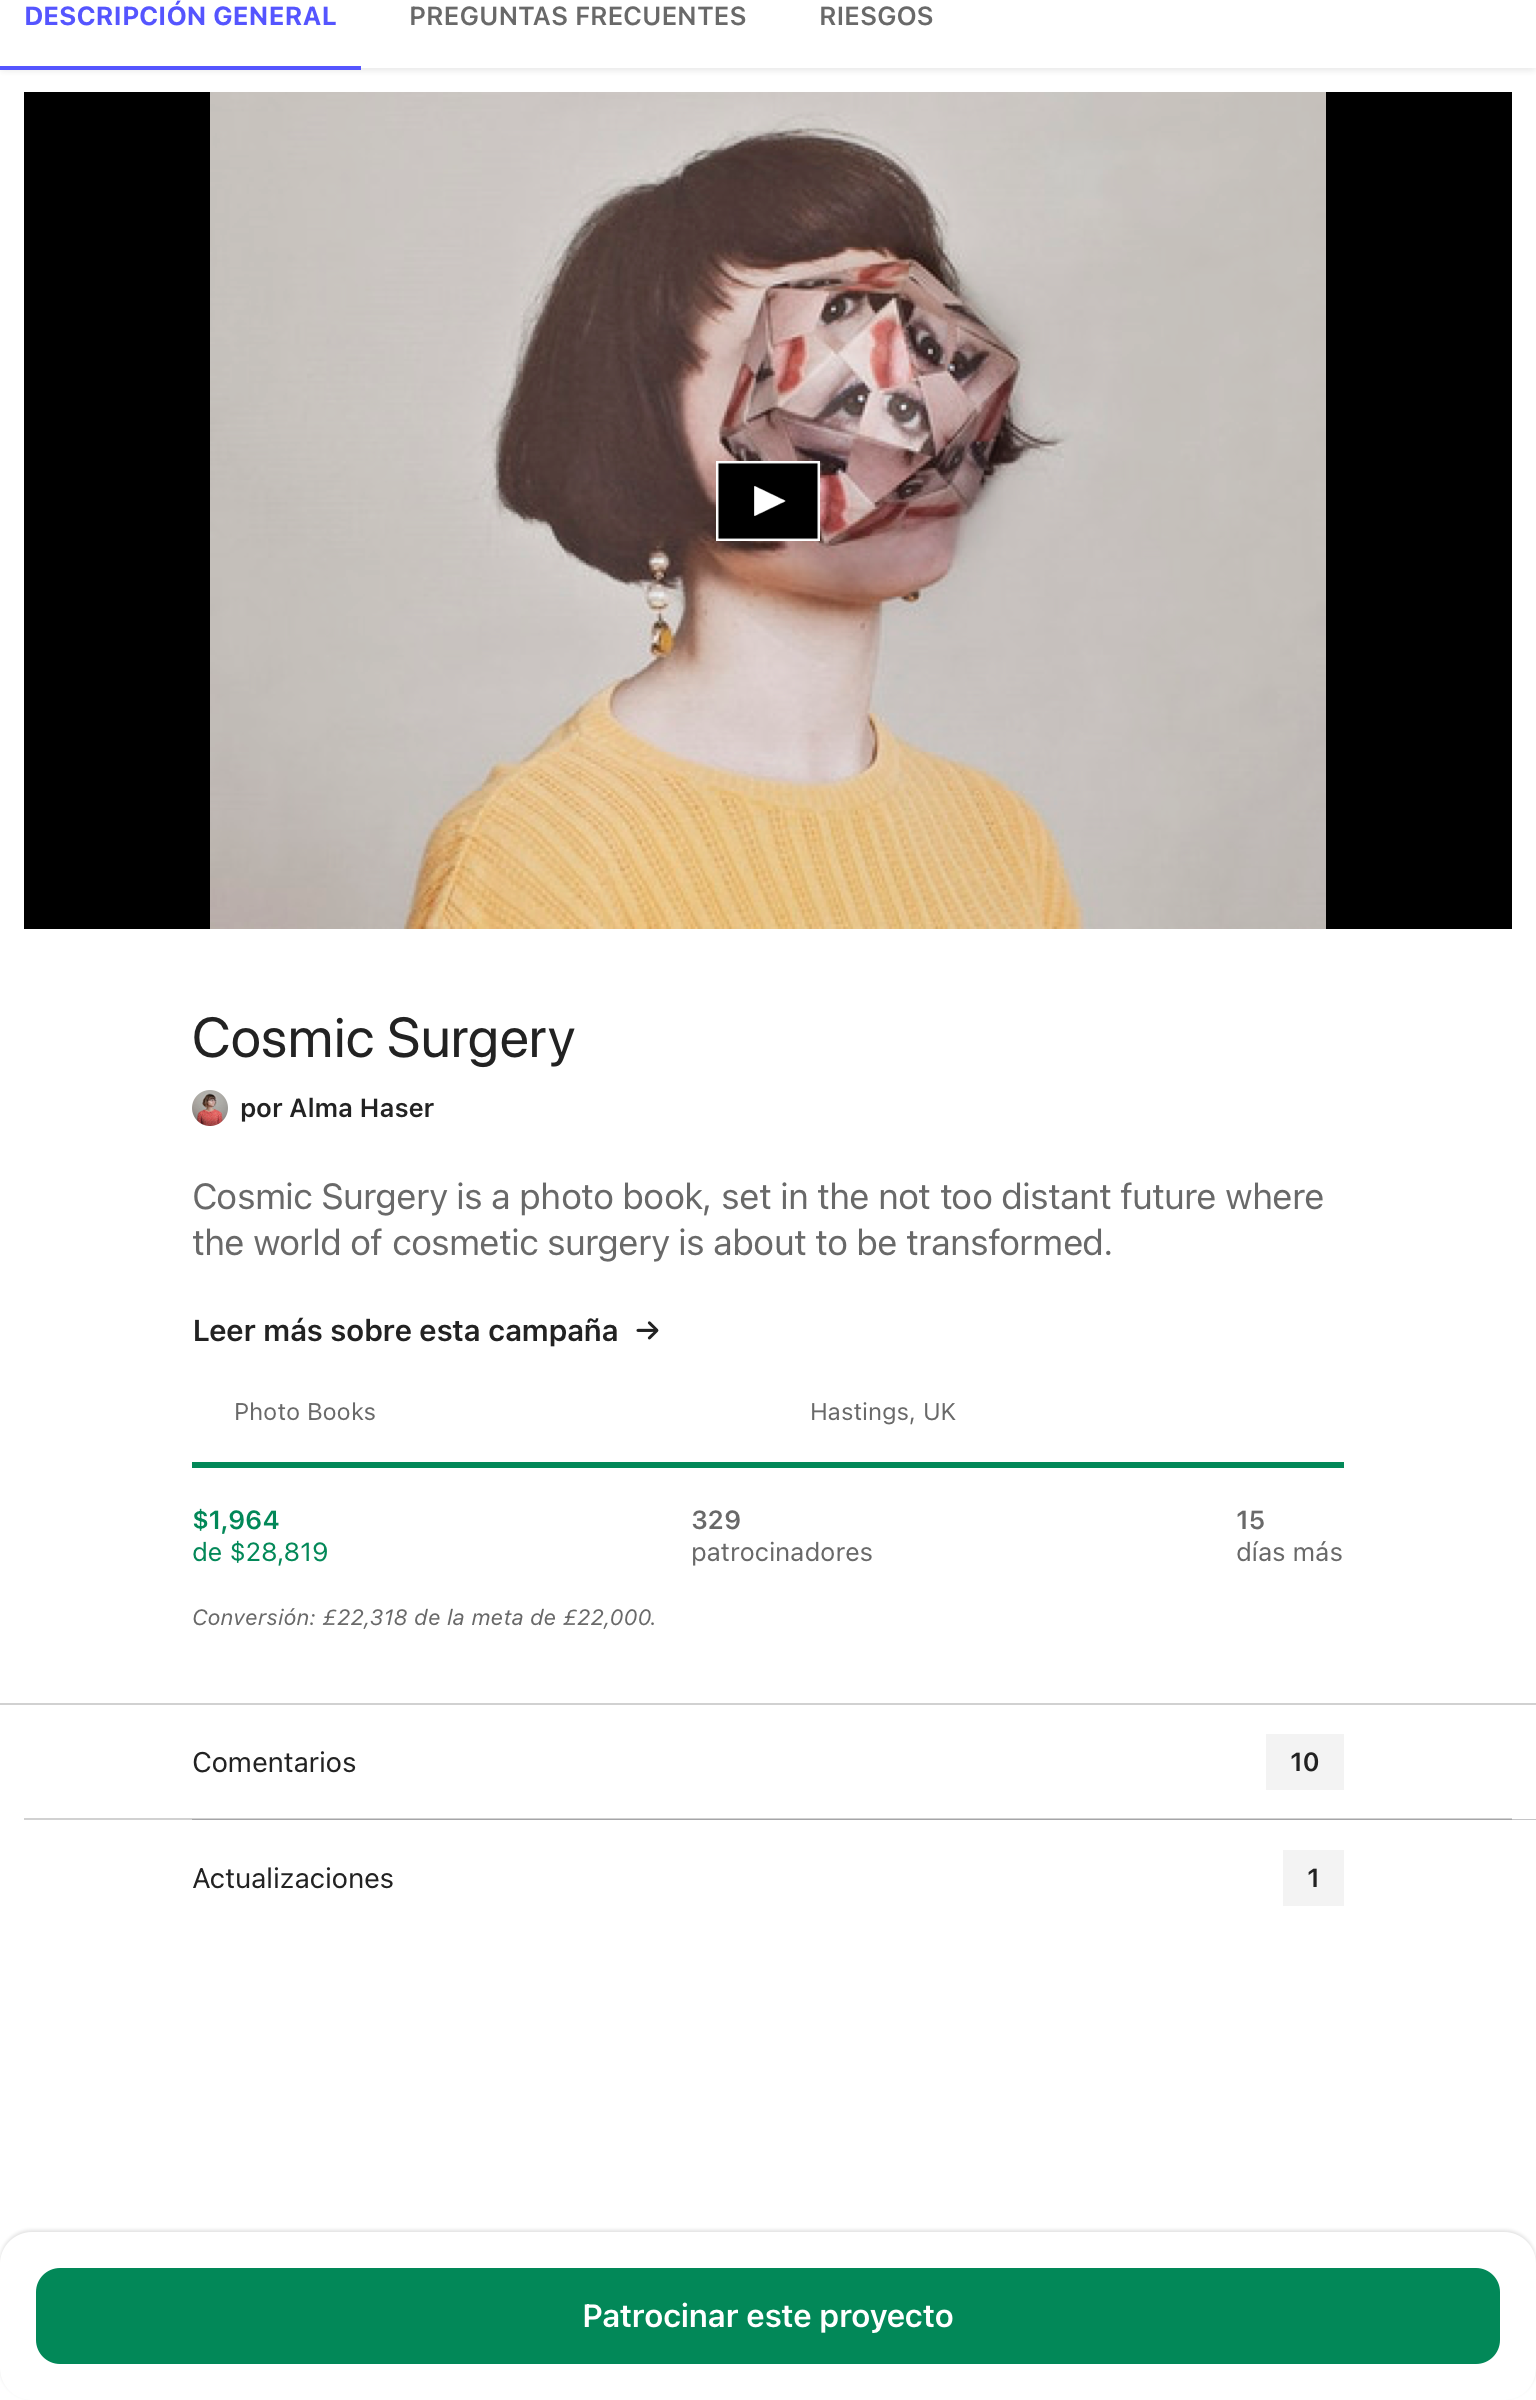 DESCRIPCIÓN GENERAL
PREGUNTAS FRECUENTES
RIESGOS
Cosmic Surgery
por Alma Haser
Cosmic Surgery is a photo book, set in the not too distant future where
the world of cosmetic surgery is about to be transformed.
Leer más sobre esta campaña →
Photo Books
Hastings, UK
$1,964
de $28,819
329
patrocinadores
15
días más
Conversión: £22,318 de la meta de £22,000.
Comentarios
10
Actualizaciones
1
Patrocinar este proyecto